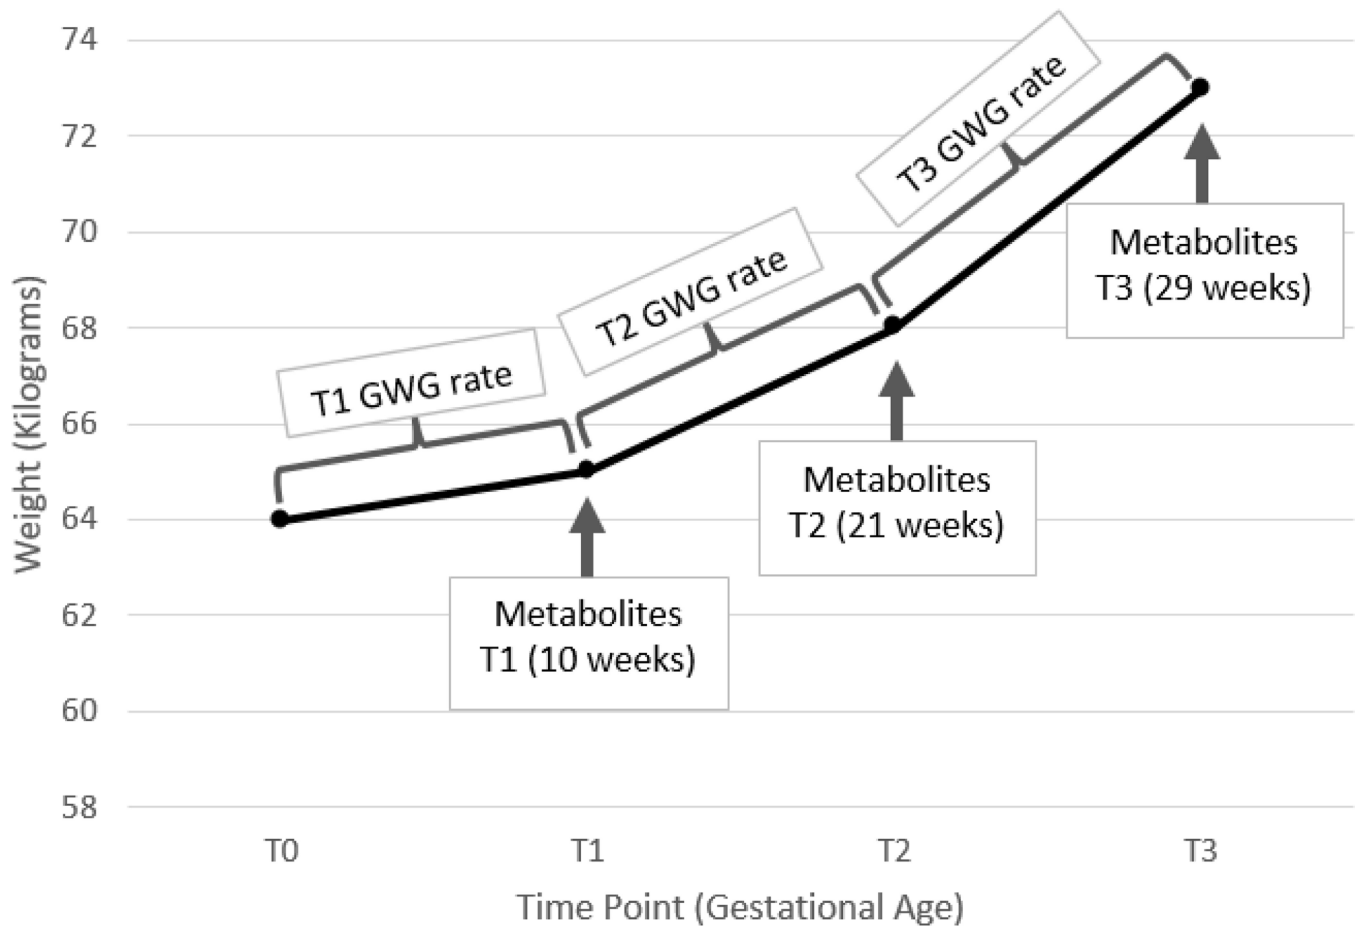 74
72
70
68
66
64
62
60
58
Weight (Kilograms)
T1 GWG rate
T2 GWG rate
T3 GWG rate
Metabolites
T1 (10 weeks)
Metabolites
T2 (21 weeks)
Metabolites
T3 (29 weeks)
T0
T1
T2
T3
Time Point (Gestational Age)